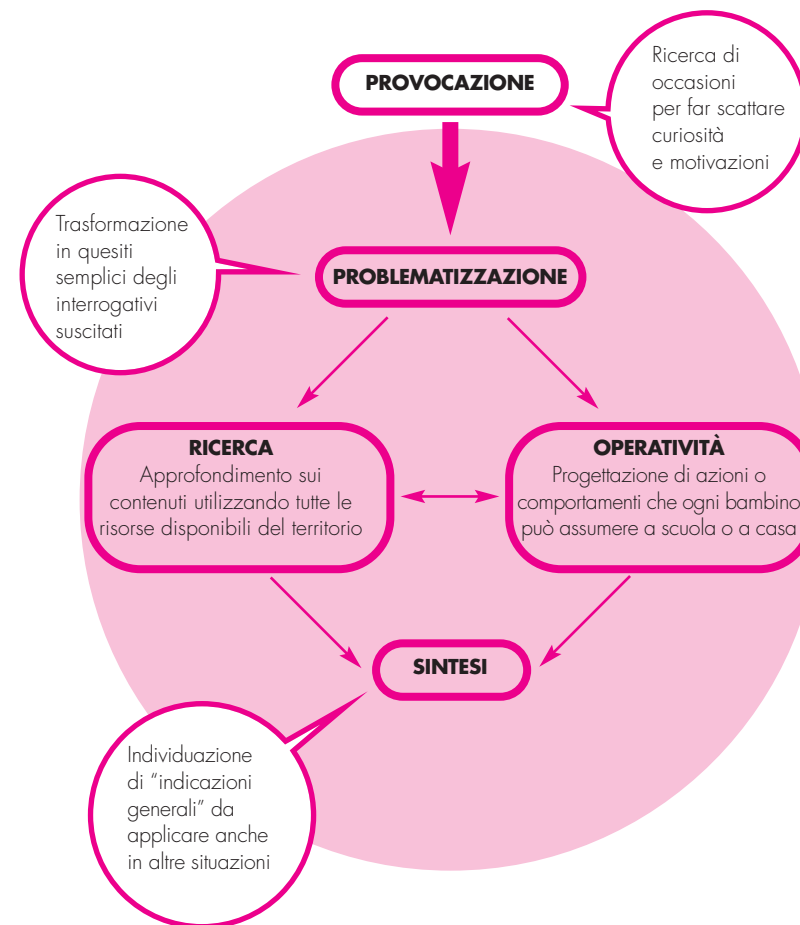 PROVOCAZIONE
Ricerca di
occasioni
per far scattare
curiosità
e motivazioni
Trasformazione
in quesiti
semplici degli
interrogativi
suscitati
PROBLEMATIZZAZIONE
RICERCA
Approfondimento sui
contenuti utilizzando tutte le
risorse disponibili del territorio
OPERATIVITÀ
Progettazione di azioni o
comportamenti che ogni bambino
può assumere a scuola o a casa
SINTESI
Individuazione
di “indicazioni
generali” da
applicare anche
in altre situazioni